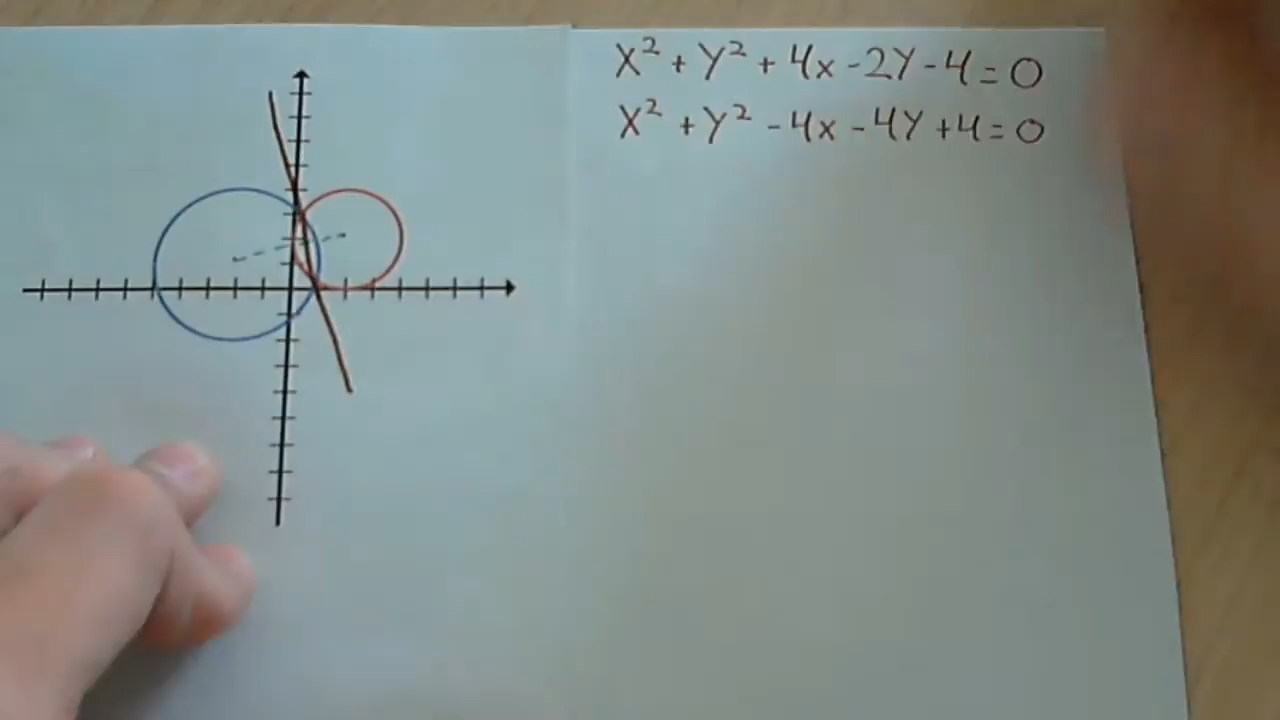 X² + Y² + 4x - 2Y - 4 = 0
X² + Y² - 4x - 4Y + 4 = 0